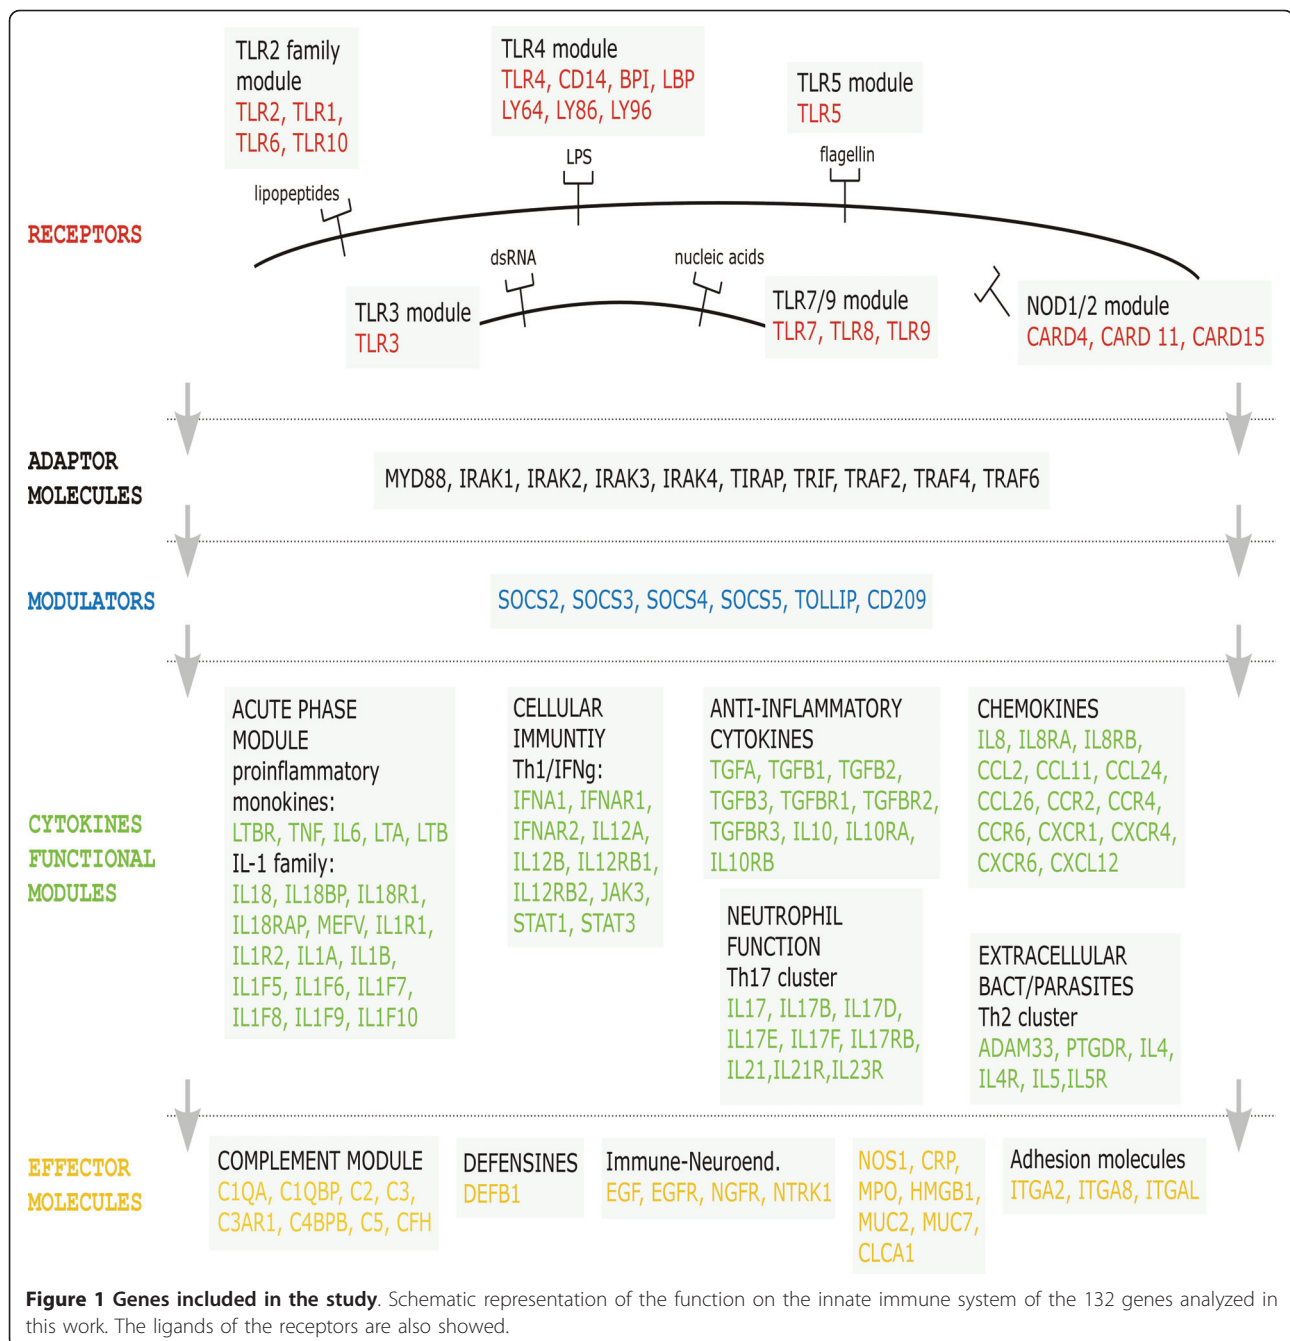 TLR2 family
module
TLR2, TLR1,
TLR6, TLR10
TLR4 module
TLR4, CD14, BPI, LBP
LY64, LY86, LY96
TLR5 module
TLR5
lipopeptides
LPS
flagellin
RECEPTORS
dsRNA
nucleic acids
TLR3 module
TLR3
TLR7/9 module
TLR7, TLR8, TLR9
NOD1/2 module
CARD4, CARD 11, CARD15
ADAPTOR
MOLECULES
MYD88, IRAK1, IRAK2, IRAK3, IRAK4, TIRAP, TRIF, TRAF2, TRAF4, TRAF6
MODULATORS
SOCS2, SOCS3, SOCS4, SOCS5, TOLLIP, CD209
CYTOKINES
FUNCTIONAL
MODULES
ACUTE PHASE
MODULE
proinflammatory
monokines:
LTBR, TNF, IL6, LTA, LTB
IL-1 family:
IL18, IL18BP, IL18R1,
IL18RAP, MEFV, IL1R1,
IL1R2, IL1A, IL1B,
IL1F5, IL1F6, IL1F7,
IL1F8, IL1F9, IL1F10
CELLULAR
IMMUNTIY
Th1/IFNg:
IFNA1, IFNAR1,
IFNAR2, IL12A,
IL12B, IL12RB1,
IL12RB2, JAK3,
STAT1, STAT3
ANTI-INFLAMMATORY
CYTOKINES
TGFA, TGFB1, TGFB2,
TGFB3, TGFBR1, TGFBR2,
TGFBR3, IL10, IL10RA,
IL10RB
NEUTROPHIL
FUNCTION
Th17 cluster
IL17, IL17B, IL17D,
IL17E, IL17F, IL17RB,
IL21,IL21R,IL23R
CHEMOKINES
IL8, IL8RA, IL8RB,
CCL2, CCL11, CCL24,
CCL26, CCR2, CCR4,
CCR6, CXCR1, CXCR4,
CXCR6, CXCL12
EXTRACELLULAR
BACT/PARASITES
Th2 cluster
ADAM33, PTGDR, IL4,
IL4R, IL5,IL5R
EFFECTOR
MOLECULES
COMPLEMENT MODULE
C1QA, C1QBP, C2, C3,
C3AR1, C4BPB, C5, CFH
DEFENSINES
DEFB1
Immune-Neuroend.
EGF, EGFR, NGFR, NTRK1
NOS1, CRP,
MPO, HMGB1,
MUC2, MUC7,
CLCA1
Adhesion molecules
ITGA2, ITGA8, ITGAL
Figure 1 Genes included in the study. Schematic representation of the function on the innate immune system of the 132 genes analyzed in
this work. The ligands of the receptors are also showed.